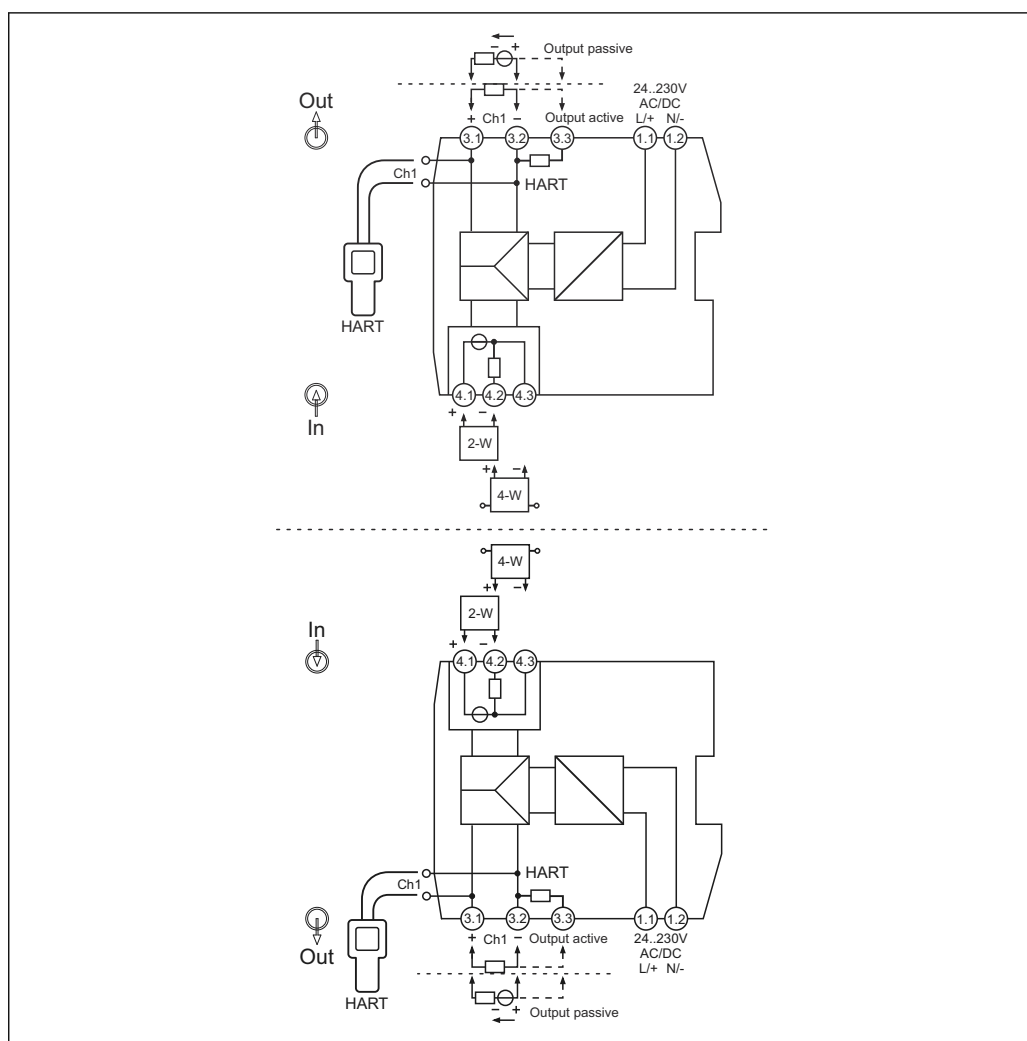 − +
Output passive
24..230V
AC/DC
Out
+ Ch1 −
Output active
L/+ N/-
3.1 3.2 3.3 1.1 1.2
Ch1
HART
HART
4.1 4.2 4.3
In
+ −
2-W
+ −
4-W
4-W
+ −
2-W
In
+ −
4.1 4.2 4.3
HART
Ch1
3.1 3.2 3.3 1.1 1.2
+ Ch1 −
Output active
24..230V
AC/DC
L/+ N/-
Out
HART
− +
Output passive